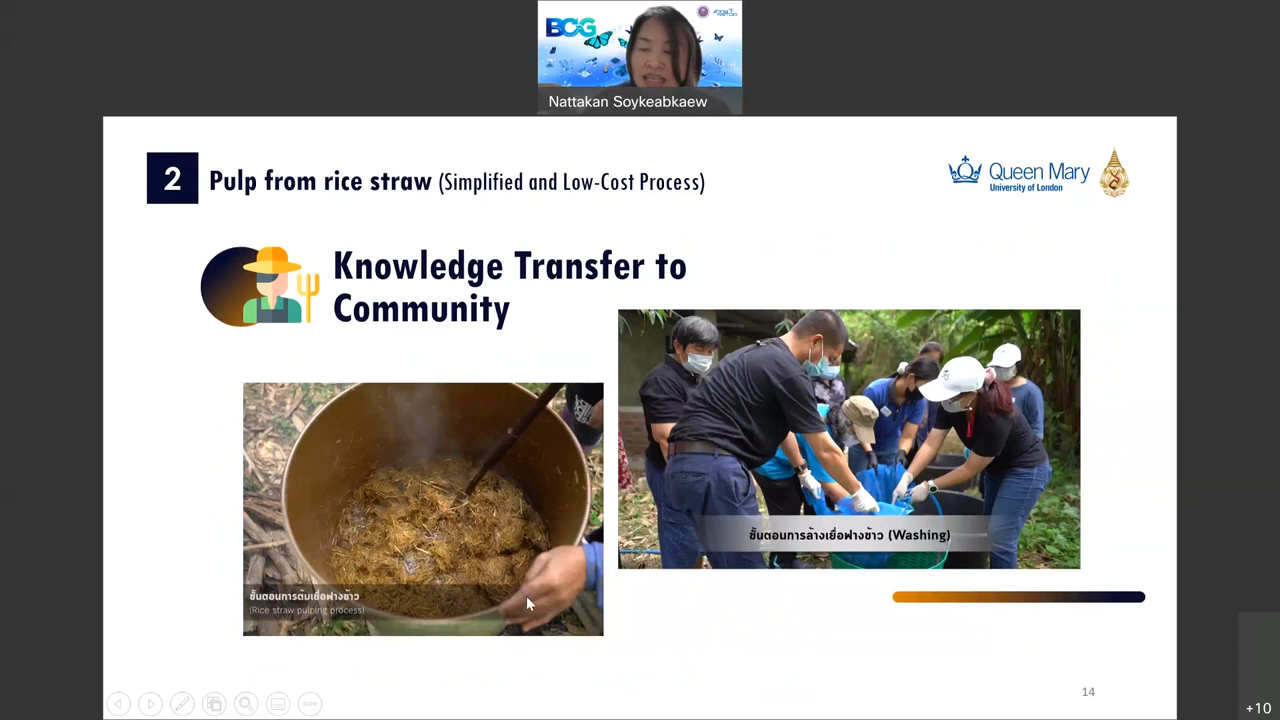 BCG
Nattakan Soykeabkaew
2
Pulp from rice straw (Simplified and Low-Cost Process)
Queen Mary
University of London
Knowledge Transfer to
Community
ขั้นตอนการล้างเยื่อฟางข้าว (Washing)
ขั้นตอนการต้มเยื่อฟางข้าว
(Rice straw pulping process)
14
+10